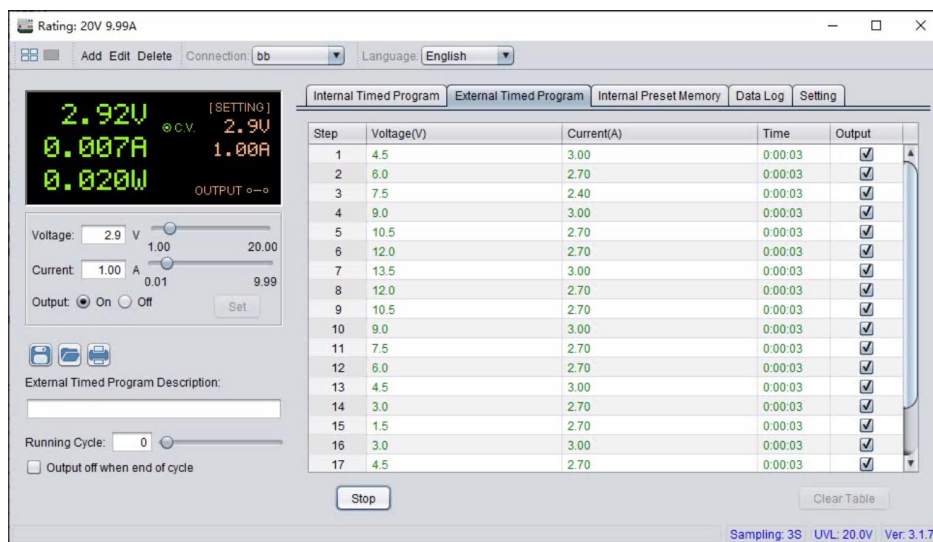 Rating: 20V 9.99A
Add Edit Delete Connection: bb Language: English
2.92V
0.007A
0.020W
C.V.
[SETTING]
2.9V
1.00A
OUTPUT
Voltage: 2.9 V
1.00 20.00
Current: 1.00 A
0.01 9.99
Output: On Off Set
External Timed Program Description:
Running Cycle: 0
Output off when end of cycle
Internal Timed Program External Timed Program Internal Preset Memory Data Log Setting
Step Voltage(V) Current(A) Time Output
1 4.5 3.00 0:00:03
2 6.0 2.70 0:00:03
3 7.5 2.40 0:00:03
4 9.0 3.00 0:00:03
5 10.5 2.70 0:00:03
6 12.0 2.70 0:00:03
7 13.5 3.00 0:00:03
8 12.0 2.70 0:00:03
9 10.5 2.70 0:00:03
10 9.0 3.00 0:00:03
11 7.5 2.70 0:00:03
12 6.0 2.70 0:00:03
13 4.5 3.00 0:00:03
14 3.0 2.70 0:00:03
15 1.5 2.70 0:00:03
16 3.0 3.00 0:00:03
17 4.5 2.70 0:00:03
Stop Clear Table
Sampling: 3S UVL: 20.0V Ver: 3.1.7